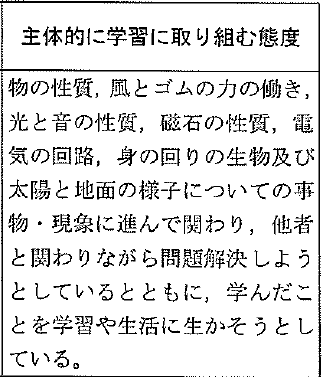 主体的に学習に取り組む態度
物の性質，風とゴムの力の働き，
光と音の性質，磁石の性質，電
気の回路，身の回りの生物及び
太陽と地面の様子についての事
物・現象に進んで関わり，他者
と関わりながら問題解決しよう
としているとともに，学んだこ
とを学習や生活に生かそうとし
ている。